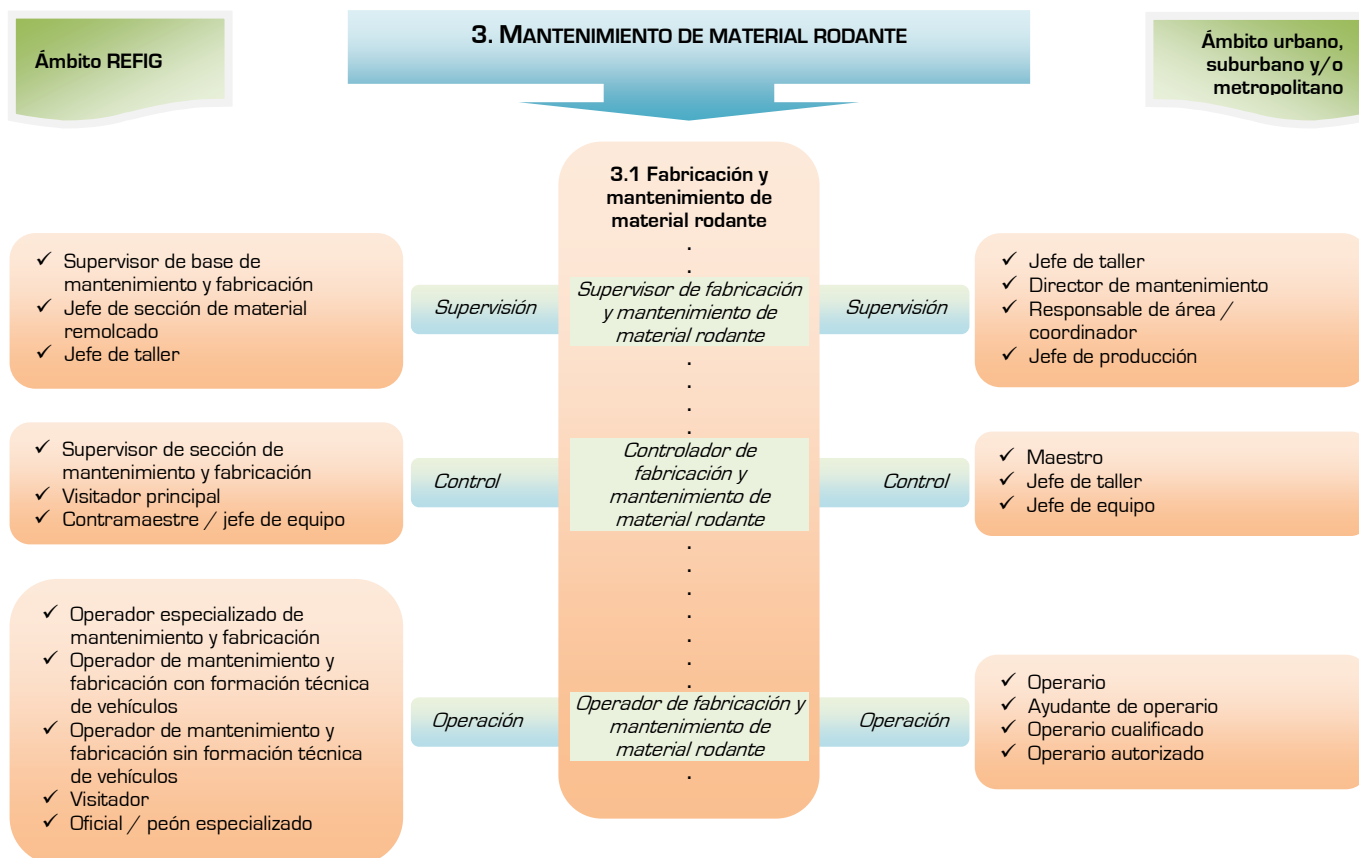 Ámbito REFIG
3. MANTENIMIENTO DE MATERIAL RODANTE
Ámbito urbano,
suburbano y/o
metropolitano
3.1 Fabricación y
mantenimiento de
material rodante
✓ Supervisor de base de
mantenimiento y fabricación
✓ Jefe de sección de material
remolcado
✓ Jefe de taller
Supervisión
Supervisor de fabricación
y mantenimiento de
material rodante
Supervisión
✓ Jefe de taller
✓ Director de mantenimiento
✓ Responsable de área /
coordinador
✓ Jefe de producción
✓ Supervisor de sección de
mantenimiento y fabricación
✓ Visitador principal
✓ Contramaestre / jefe de equipo
Control
Controlador de
fabricación y
mantenimiento de
material rodante
Control
✓ Maestro
✓ Jefe de taller
✓ Jefe de equipo
✓ Operador especializado de
mantenimiento y fabricación
✓ Operador de mantenimiento y
fabricación con formación técnica
de vehículos
✓ Operador de mantenimiento y
fabricación sin formación técnica
de vehículos
✓ Visitador
✓ Oficial / peón especializado
Operación
Operador de fabricación y
mantenimiento de
material rodante
Operación
✓ Operario
✓ Ayudante de operario
✓ Operario cualificado
✓ Operario autorizado